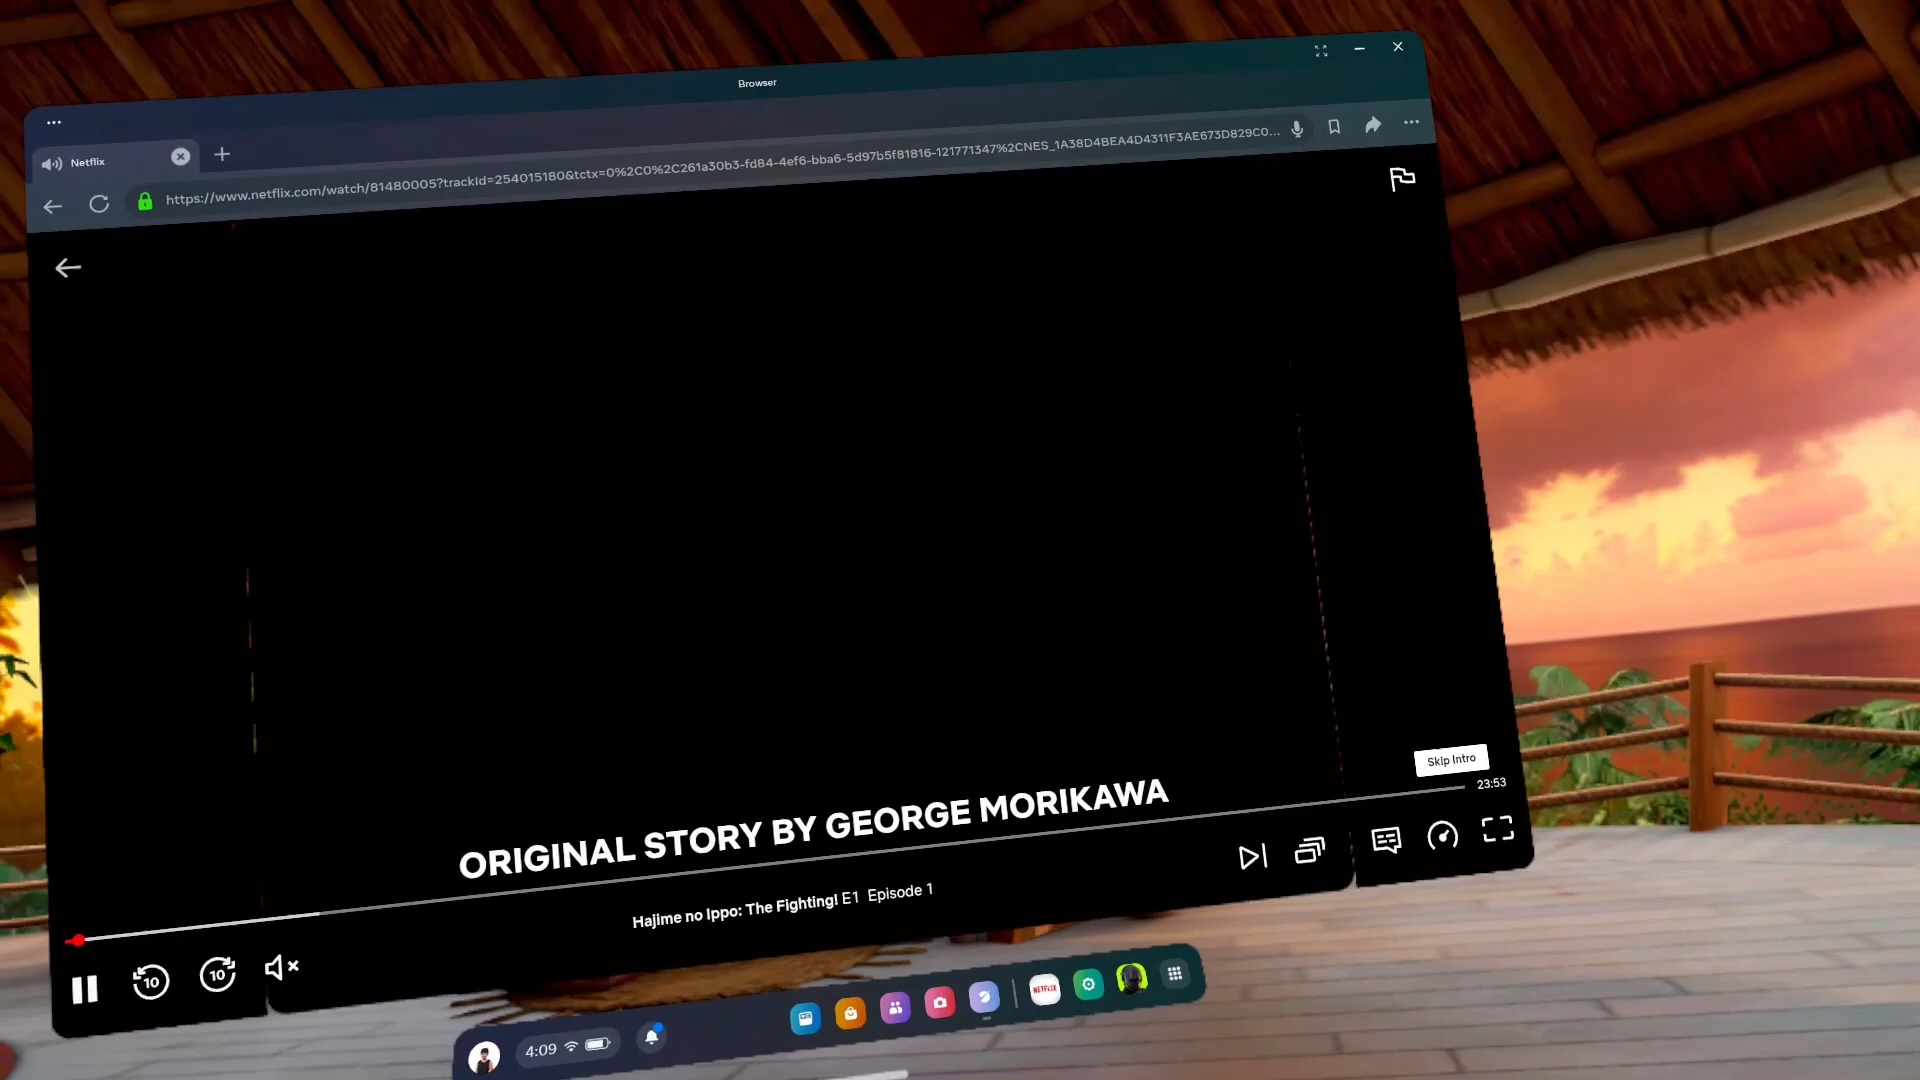 Browser
Netflix
https://www.netflix.com/watch/81480005?trackId=254015180&tctx=0%2C0%2C261a30b3-fd84-4ef6-bba6-5d97b5f81816-121771347%2CNES_1A38D4BEA4D4311F3AE673D829C0...
Skip Intro
23:53
ORIGINAL STORY BY GEORGE MORIKAWA
Hajime no Ippo: The Fighting! E1 Episode 1
10
10
4:09
NETFLIX